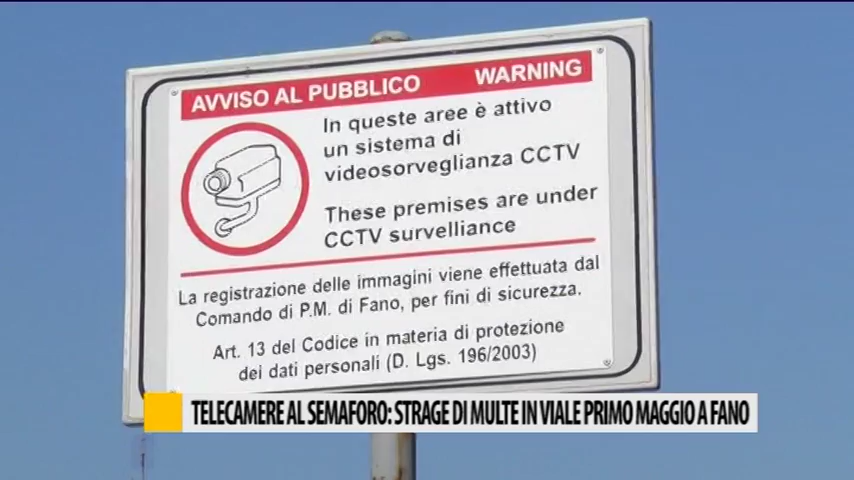 AVVISO AL PUBBLICO WARNING
In queste aree è attivo
un sistema di
videosorveglianza CCTV
These premises are under
CCTV survelliance
La registrazione delle immagini viene effettuata dal
Comando di P.M. di Fano, per fini di sicurezza.
Art. 13 del Codice in materia di protezione
dei dati personali (D. Lgs. 196/2003)
TELECAMERE AL SEMAFORO: STRAGE DI MULTE IN VIALE PRIMO MAGGIO A FANO